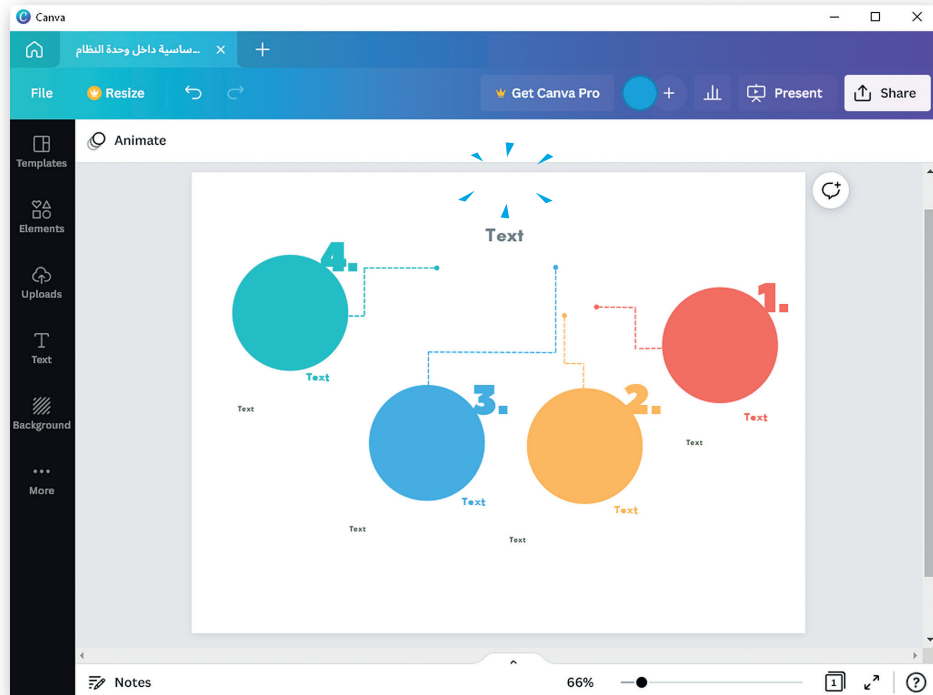 Canva
...ساسية داخل وحدة النظام
File
Resize
Get Canva Pro
Present
Share
Templates
Elements
Uploads
Text
Background
More
Animate
Text
4.
1.
Text
Text
3.
2.
Text
Text
Text
Text
Text
Text
Notes
66%
1